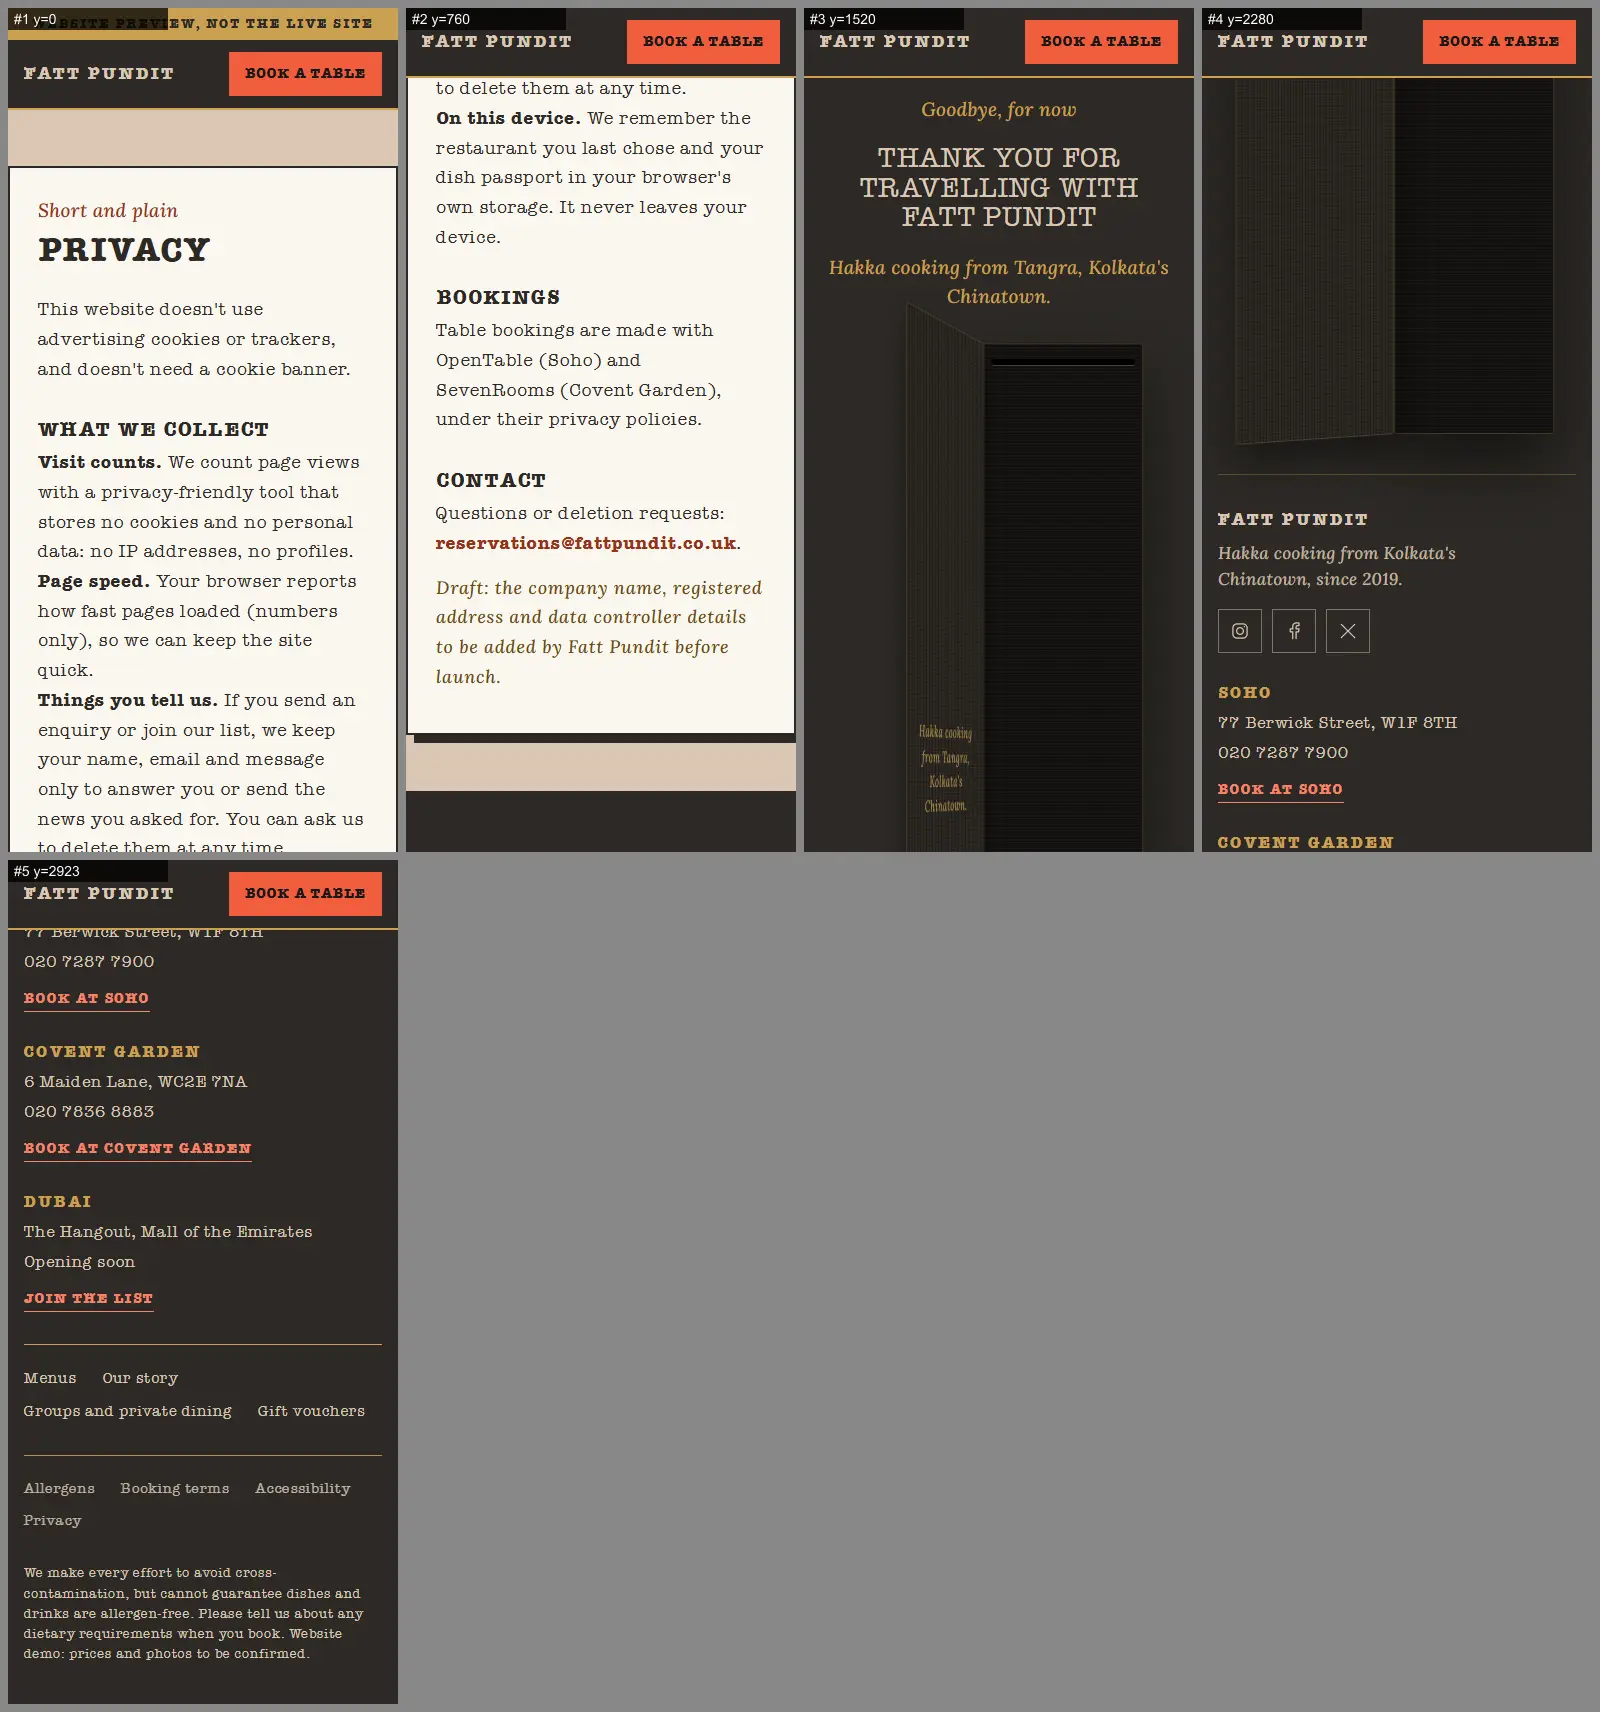 #1 y=0
BSITE PREVIEW, NOT THE LIVE SITE
FATT PUNDIT
BOOK A TABLE
Short and plain
PRIVACY
This website doesn't use
advertising cookies or trackers,
and doesn't need a cookie banner.
WHAT WE COLLECT
Visit counts. We count page views
with a privacy-friendly tool that
stores no cookies and no personal
data: no IP addresses, no profiles.
Page speed. Your browser reports
how fast pages loaded (numbers
only), so we can keep the site
quick.
Things you tell us. If you send an
enquiry or join our list, we keep
your name, email and message
only to answer you or send the
news you asked for. You can ask us
to delete them at any time.
#2 y=760
FATT PUNDIT
BOOK A TABLE
to delete them at any time.
On this device. We remember the
restaurant you last chose and your
dish passport in your browser's
own storage. It never leaves your
device.
BOOKINGS
Table bookings are made with
OpenTable (Soho) and
SevenRooms (Covent Garden),
under their privacy policies.
CONTACT
Questions or deletion requests:
reservations@fattpundit.co.uk.
Draft: the company name, registered
address and data controller details
to be added by Fatt Pundit before
launch.
#3 y=1520
FATT PUNDIT
BOOK A TABLE
Goodbye, for now
THANK YOU FOR
TRAVELLING WITH
FATT PUNDIT
Hakka cooking from Tangra, Kolkata's
Chinatown.
Hakka cooking
from Tangra,
Kolkata's
Chinatown.
#4 y=2280
FATT PUNDIT
BOOK A TABLE
FATT PUNDIT
Hakka cooking from Kolkata's
Chinatown, since 2019.
SOHO
77 Berwick Street, W1F 8TH
020 7287 7900
BOOK AT SOHO
COVENT GARDEN
#5 y=2923
FATT PUNDIT
BOOK A TABLE
77 Berwick Street, W1F 8TH
020 7287 7900
BOOK AT SOHO
COVENT GARDEN
6 Maiden Lane, WC2E 7NA
020 7836 8883
BOOK AT COVENT GARDEN
DUBAI
The Hangout, Mall of the Emirates
Opening soon
JOIN THE LIST
Menus Our story
Groups and private dining Gift vouchers
Allergens Booking terms Accessibility
Privacy
We make every effort to avoid cross-
contamination, but cannot guarantee dishes and
drinks are allergen-free. Please tell us about any
dietary requirements when you book. Website
demo: prices and photos to be confirmed.